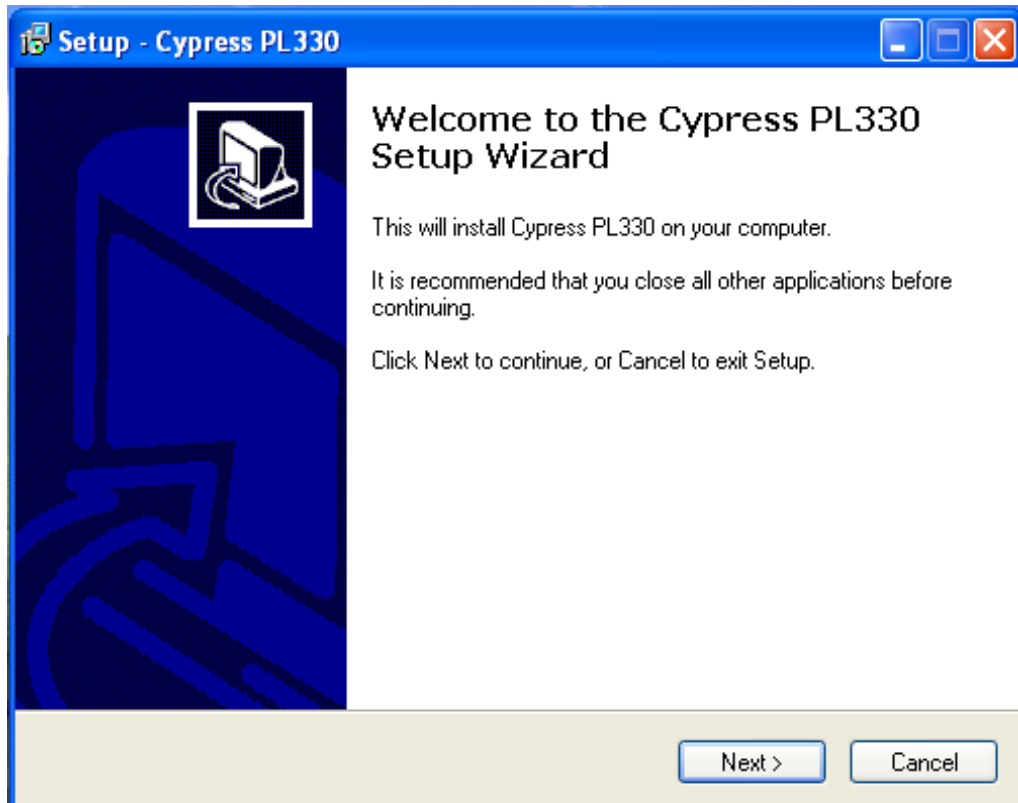 Setup - Cypress PL330
Welcome to the Cypress PL330
Setup Wizard
This will install Cypress PL330 on your computer.
It is recommended that you close all other applications before
continuing.
Click Next to continue, or Cancel to exit Setup.
Next >
Cancel